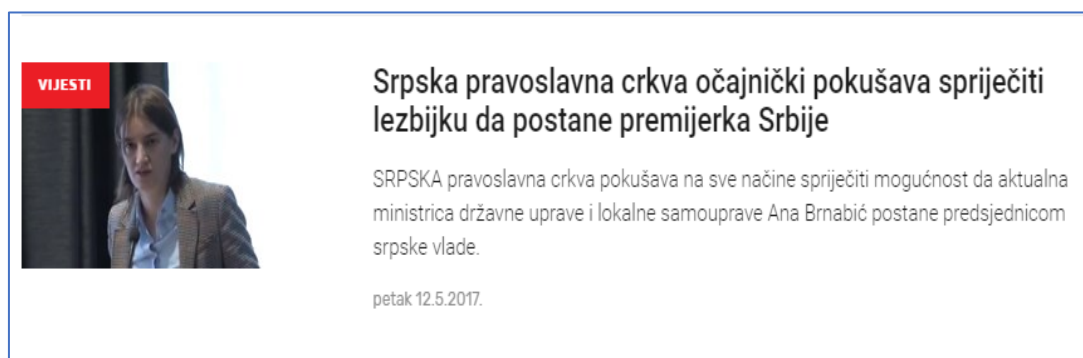 VIJESTI
Srpska pravoslavna crkva očajnički pokušava spriječiti
lezbijku da postane premijerka Srbije
SRPSKA pravoslavna crkva pokušava na sve načine spriječiti mogućnost da aktualna
ministrica državne uprave i lokalne samouprave Ana Brnabić postane predsjednicom
srpske vlade.
petak 12.5.2017.